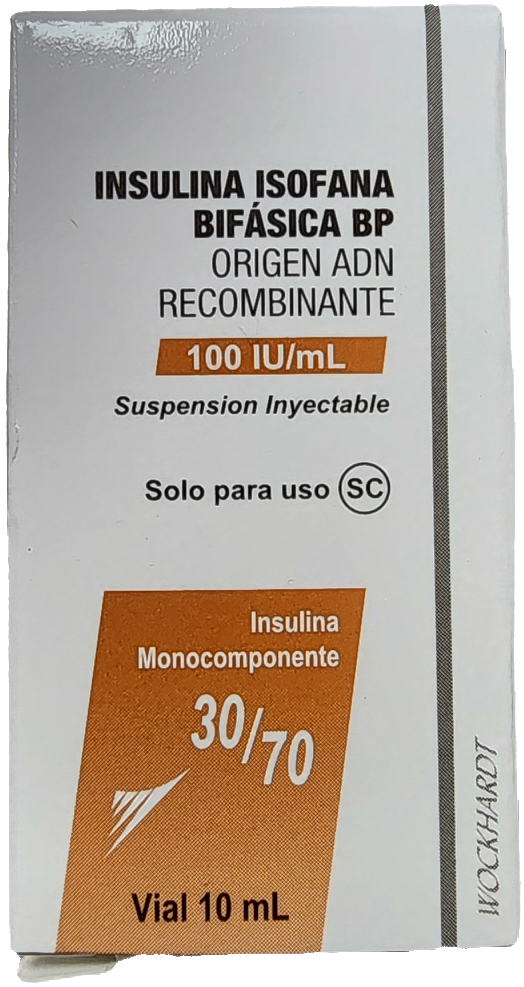 INSULINA ISOFANA
BIFÁSICA BP
ORIGEN ADN
RECOMBINANTE
100 IU/mL
Suspension Inyectable
Solo para uso SC
Insulina
Monocomponente
30/70
Vial 10 mL
WOCKHARDT